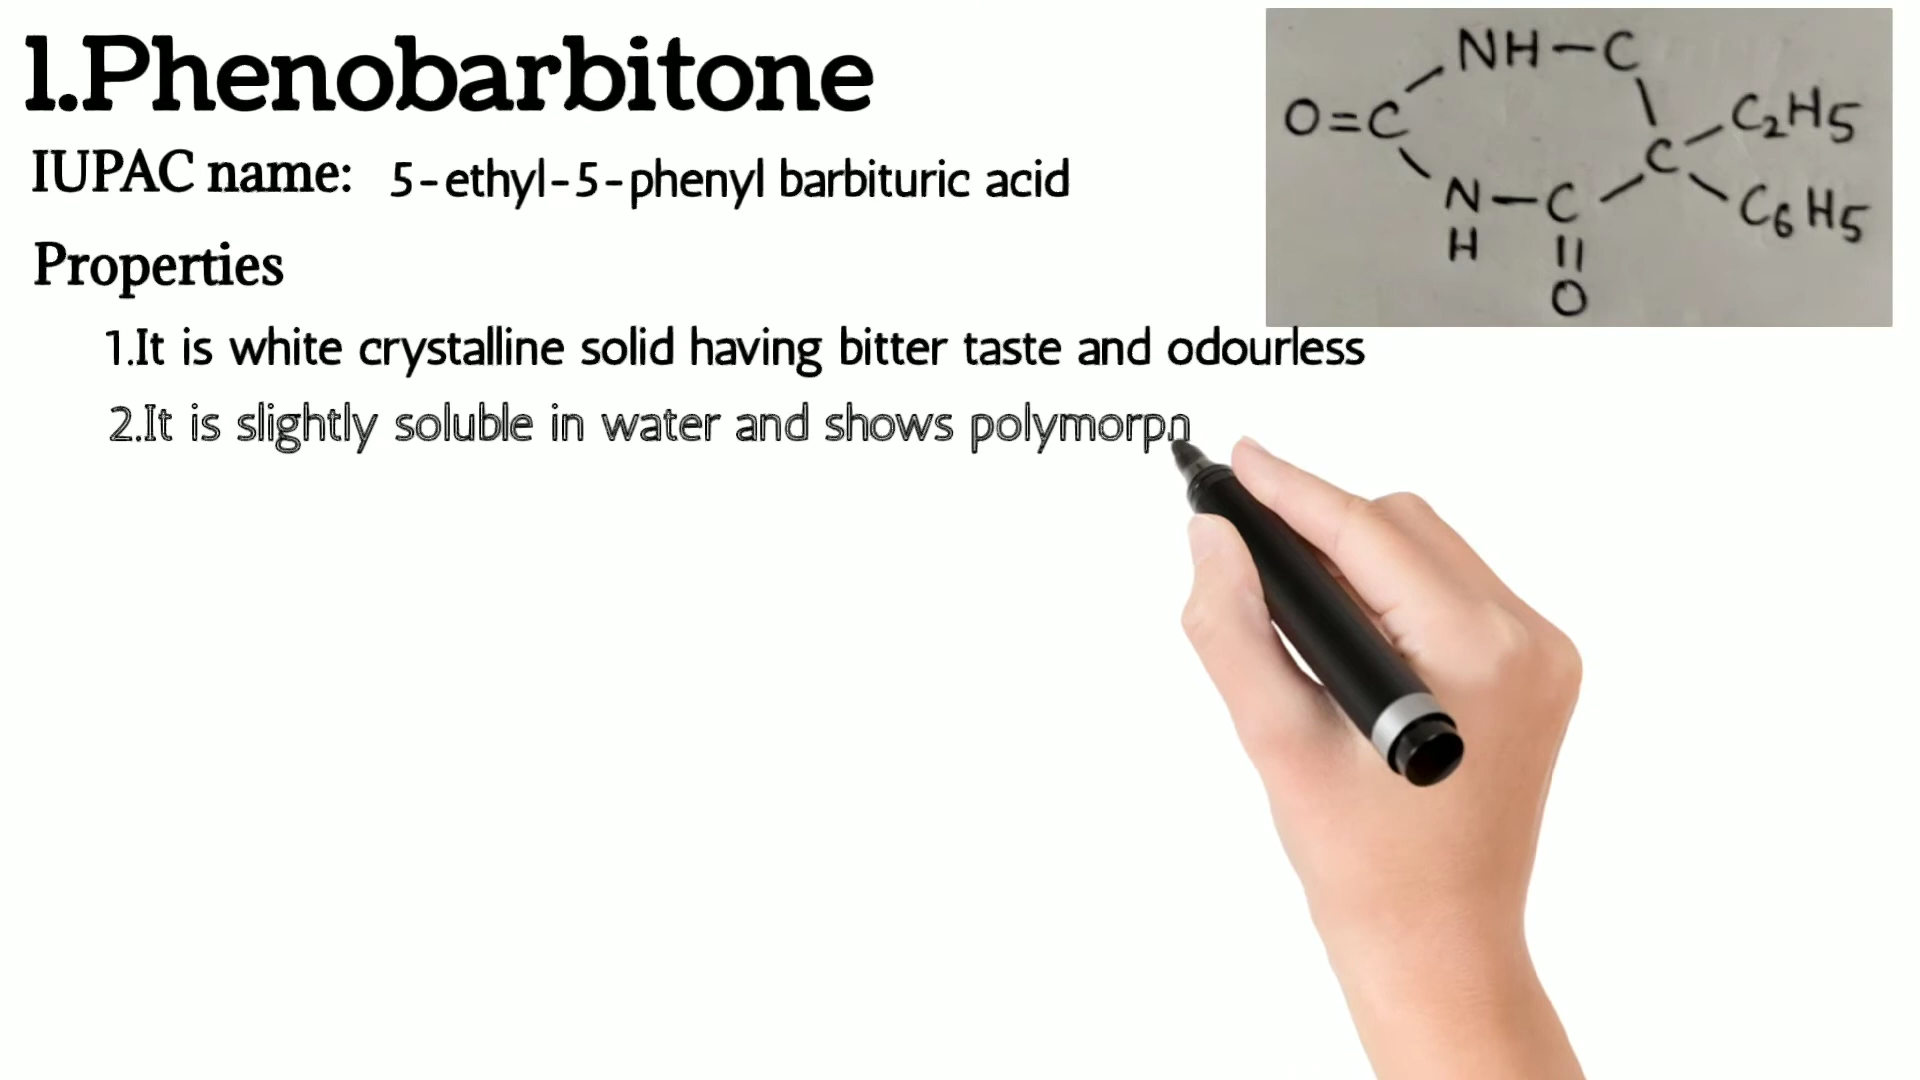 1.Phenobarbitone
IUPAC name: 5-ethyl-5-phenyl barbituric acid
Properties
1.It is white crystalline solid having bitter taste and odourless
2.It is slightly soluble in water and shows
NH-C
O=C
C2H5
C
N-C
C6H5
H
O